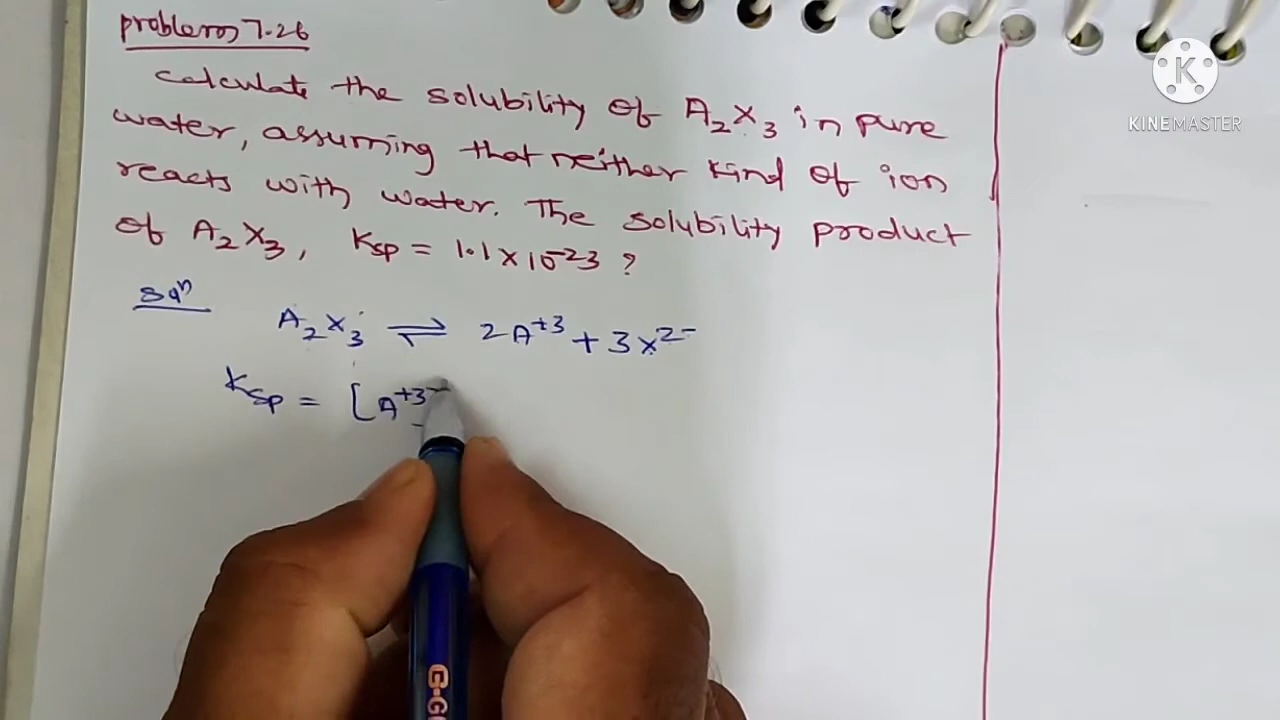 problem 7.26
K
KINEMASTER
calculate the solubility of A₂X₃ in pure
water, assuming that neither kind of ion
reacts with water. The solubility product
of A₂X₃, Ksp = 1.1 × 10⁻²³ ?
Solⁿ
A₂X₃ ⇌ 2A⁺³ + 3X²⁻
Ksp = [A⁺³